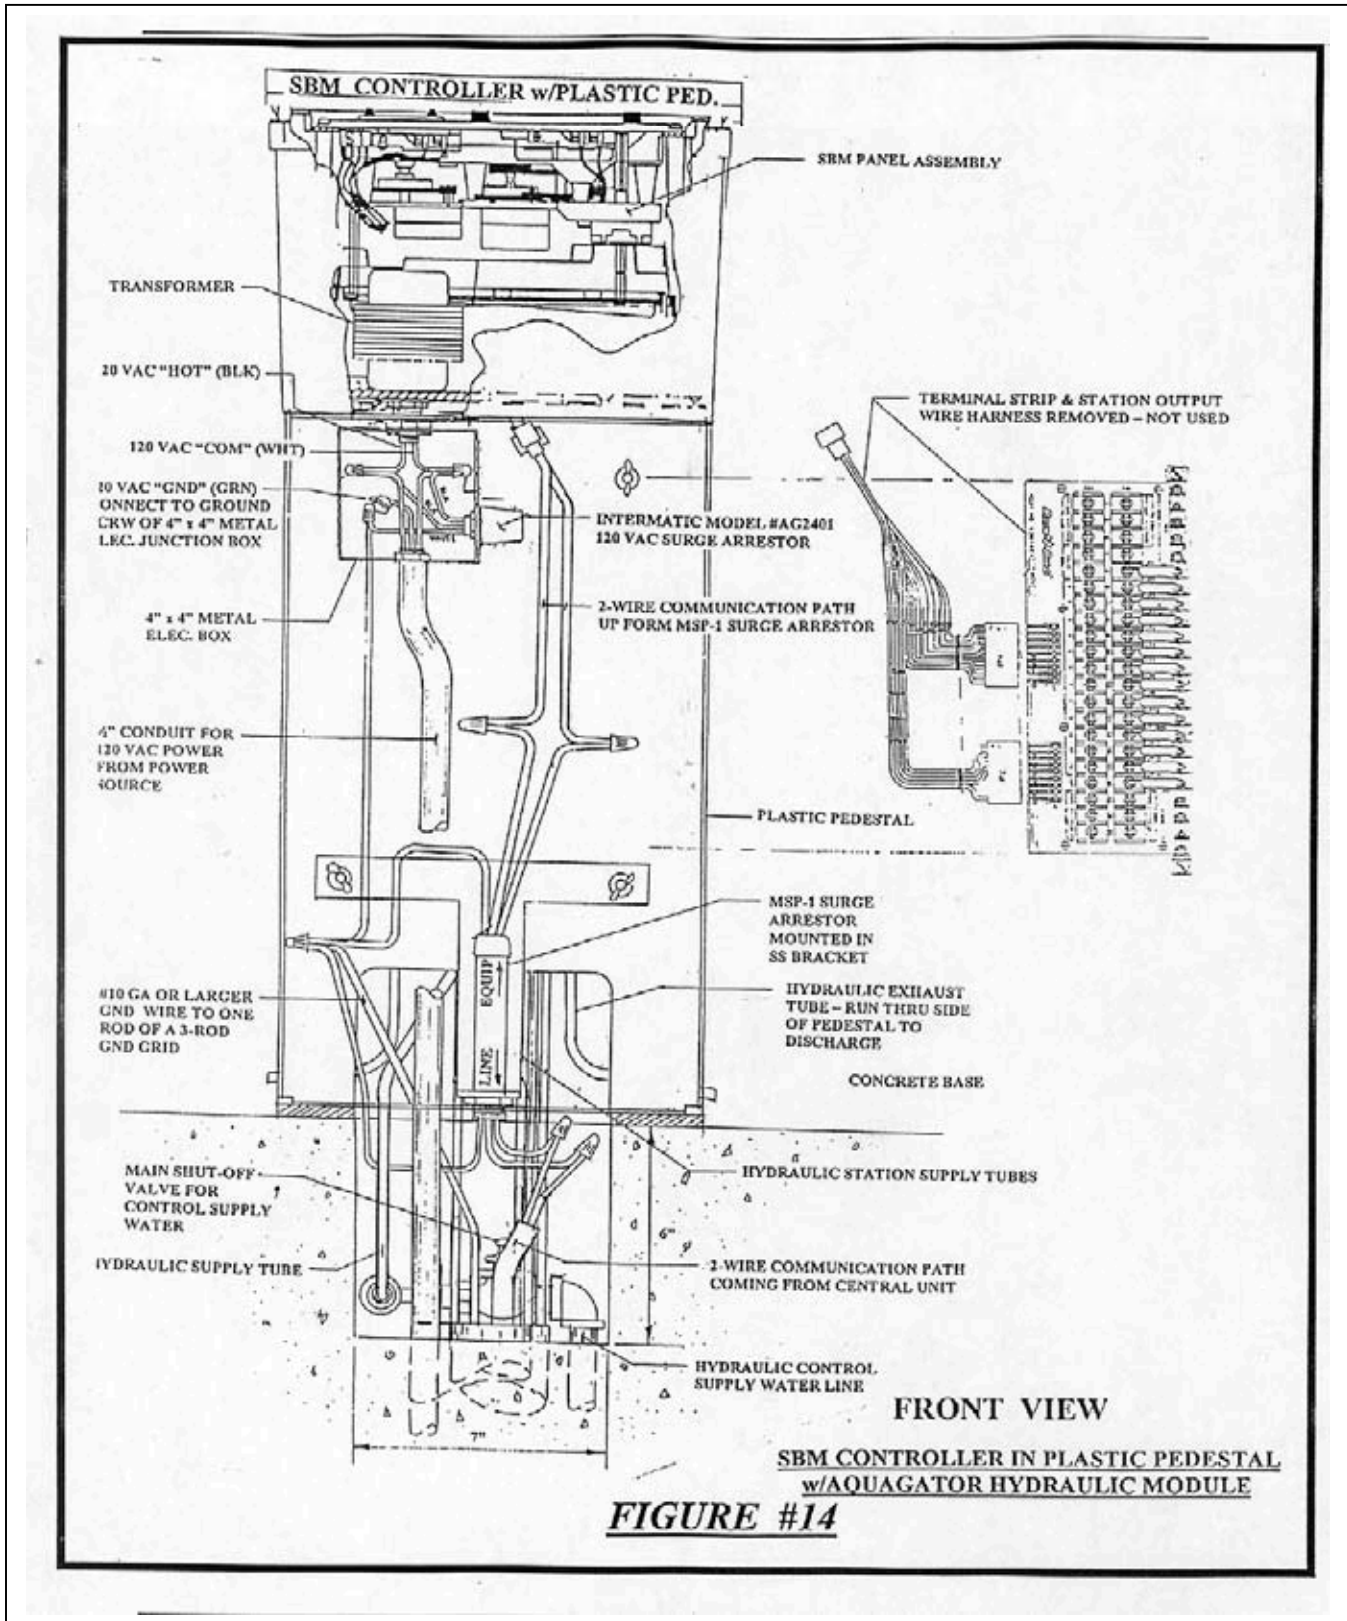 SBM CONTROLLER w/PLASTIC PED.
SBM PANEL ASSEMBLY
TRANSFORMER
20 VAC "HOT" (BLK)
TERMINAL STRIP & STATION OUTPUT
WIRE HARNESS REMOVED – NOT USED
120 VAC "COM" (WHT)
20 VAC "GND" (GRN)
ONNECT TO GROUND
CRW OF 4" x 4" METAL
LEC. JUNCTION BOX
INTERMATIC MODEL #AG2401
120 VAC SURGE ARRESTOR
4" x 4" METAL
ELEC. BOX
2-WIRE COMMUNICATION PATH
UP FORM MSP-1 SURGE ARRESTOR
" CONDUIT FOR
120 VAC POWER
FROM POWER
SOURCE
PLASTIC PEDESTAL
MSP-1 SURGE
ARRESTOR
MOUNTED IN
SS BRACKET
EQUIP
LINE
#10 GA OR LARGER
GND WIRE TO ONE
ROD OF A 3-ROD
GND GRID
HYDRAULIC EXHAUST
TUBE – RUN THRU SIDE
OF PEDESTAL TO
DISCHARGE
CONCRETE BASE
MAIN SHUT-OFF
VALVE FOR
CONTROL SUPPLY
WATER
HYDRAULIC STATION SUPPLY TUBES
6"
HYDRAULIC SUPPLY TUBE
2-WIRE COMMUNICATION PATH
COMING FROM CENTRAL UNIT
HYDRAULIC CONTROL
SUPPLY WATER LINE
7"
FRONT VIEW
SBM CONTROLLER IN PLASTIC PEDESTAL
w/AQUAGATOR HYDRAULIC MODULE
FIGURE #14